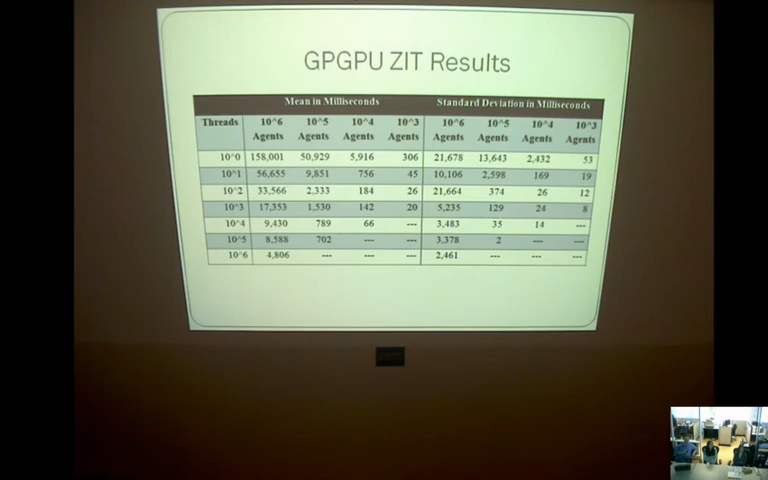 GPGPU ZIT Results
Mean in Milliseconds Standard Deviation in Milliseconds
Threads 10^6 Agents 10^5 Agents 10^4 Agents 10^3 Agents 10^6 Agents 10^5 Agents 10^4 Agents 10^3 Agents
10^0 158,001 50,929 5,916 306 21,678 13,643 2,432 53
10^1 56,655 9,851 756 45 10,106 2,598 169 19
10^2 33,566 2,333 184 26 21,664 374 26 12
10^3 17,353 1,530 142 20 5,235 129 24 8
10^4 9,430 789 66 --- 3,483 35 14 ---
10^5 8,588 702 --- --- 3,378 2 --- ---
10^6 4,806 --- --- --- 2,461 --- --- ---